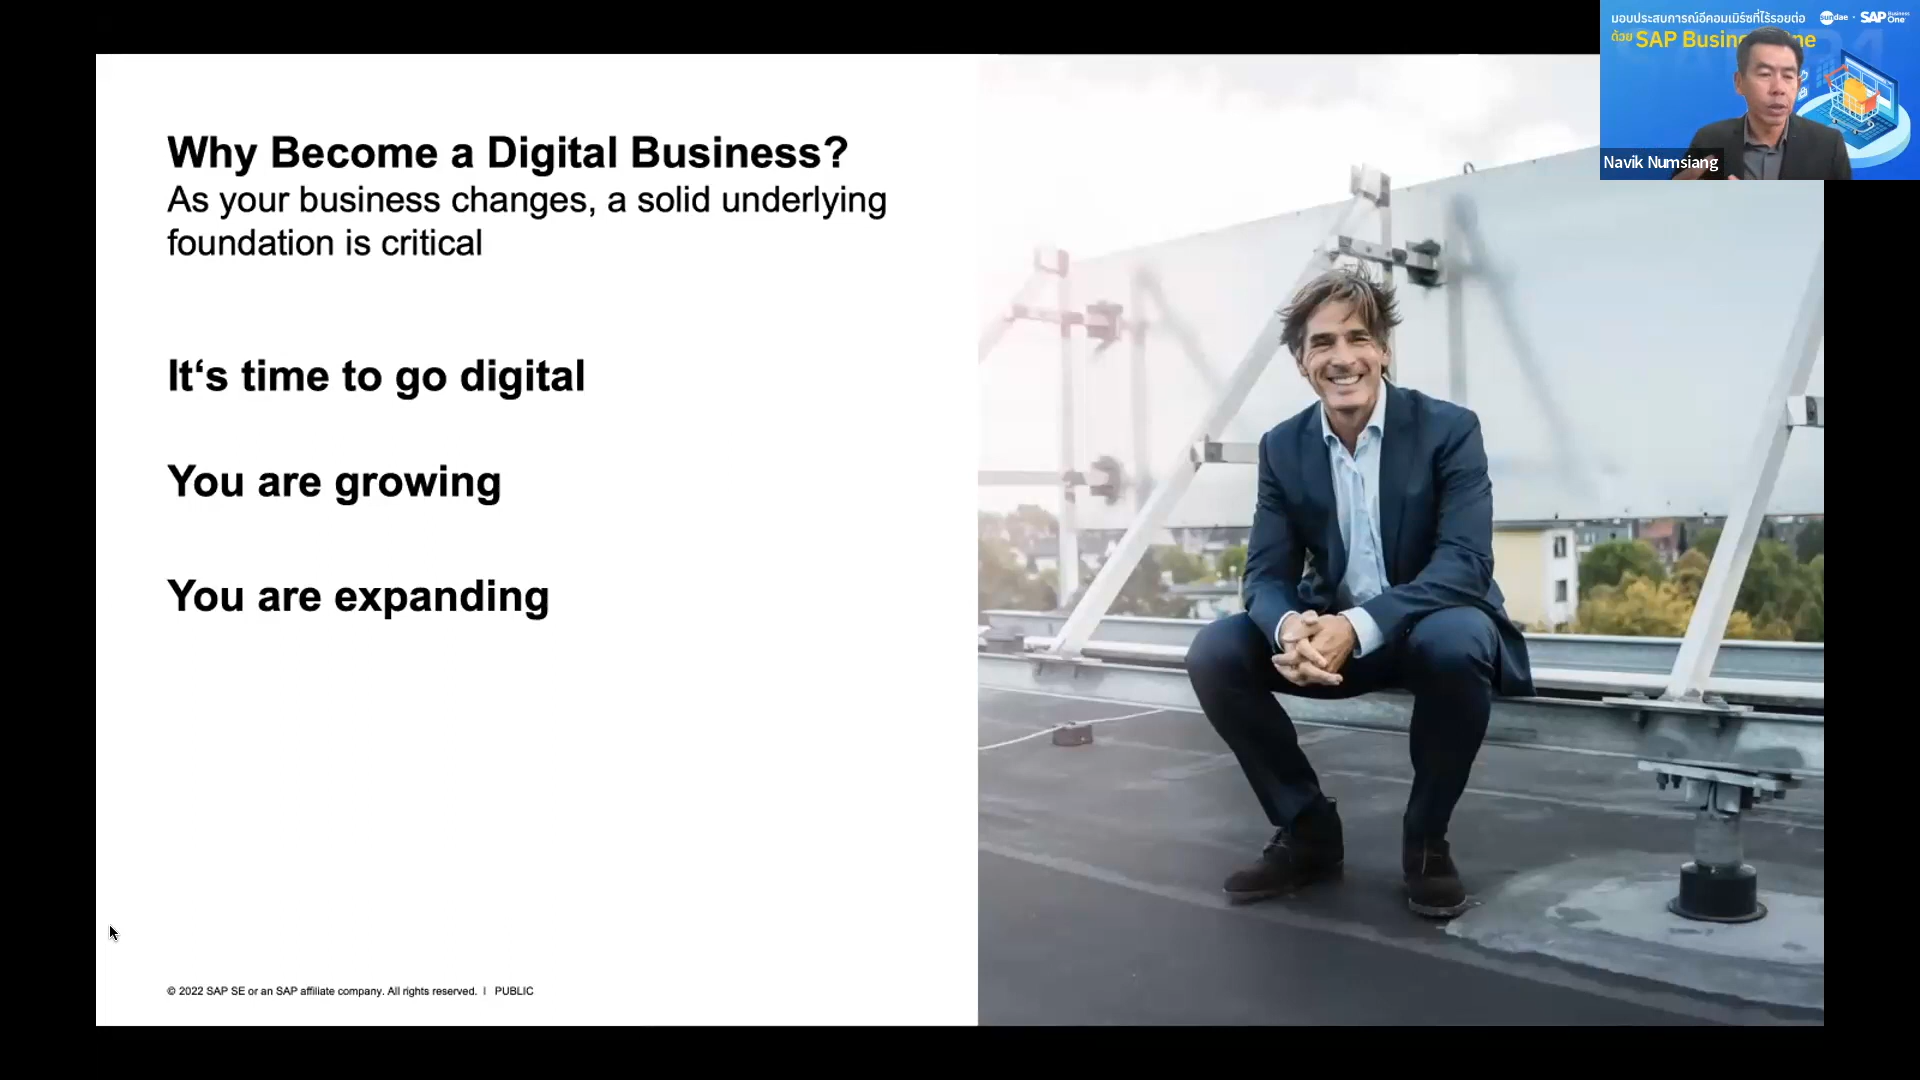 Why Become a Digital Business?
As your business changes, a solid underlying
foundation is critical
It‘s time to go digital
You are growing
You are expanding
© 2022 SAP SE or an SAP affiliate company. All rights reserved. | PUBLIC
มอบประสบการณ์อีคอมเมิร์ซที่ไร้รอยต่อ
sundae · SAP Business One
ด้วย SAP Busin ne
Navik Numsiang